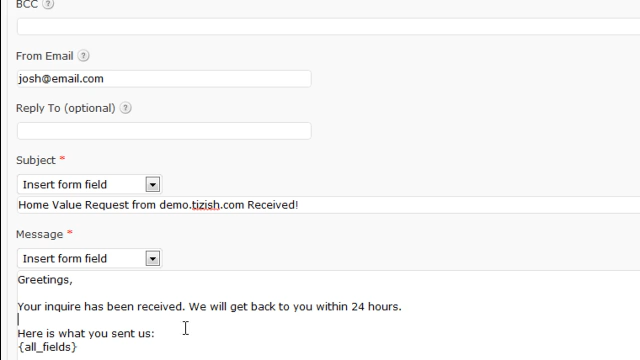 BCC ?
From Email ?
josh@email.com
Reply To (optional) ?
Subject *
Insert form field
Home Value Request from demo.tizish.com Received!
Message *
Insert form field
Greetings,
Your inquire has been received. We will get back to you within 24 hours.
Here is what you sent us:
{all_fields}